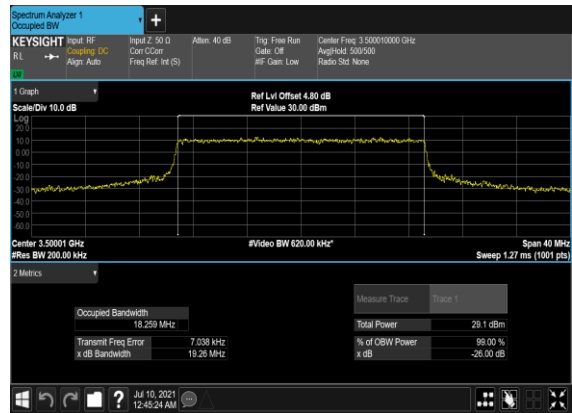 Spectrum Analyzer 1
Occupied BW
+
KEYSIGHT Input: RF Input Z: 50 Ω Atten: 40 dB Trig: Free Run Center Freq: 3.500010000 GHz
RL Coupling: DC Corr CCorr Gate: Off Avg|Hold: 500/500
Align: Auto Freq Ref: Int (S) #IF Gain: Low Radio Std: None
1 Graph
Ref Lvl Offset 4.80 dB
Scale/Div 10.0 dB Ref Value 30.00 dBm
Log
20.0
10.0
0.00
-10.0
-20.0
-30.0
-40.0
-50.0
-60.0
Center 3.50001 GHz #Video BW 620.00 kHz* Span 40 MHz
#Res BW 200.00 kHz Sweep 1.27 ms (1001 pts)
2 Metrics
Measure Trace Trace 1
Occupied Bandwidth
18.259 MHz Total Power 29.1 dBm
Transmit Freq Error 7.038 kHz % of OBW Power 99.00 %
x dB Bandwidth 19.26 MHz x dB -26.00 dB
? Jul 10, 2021
12:45:24 AM